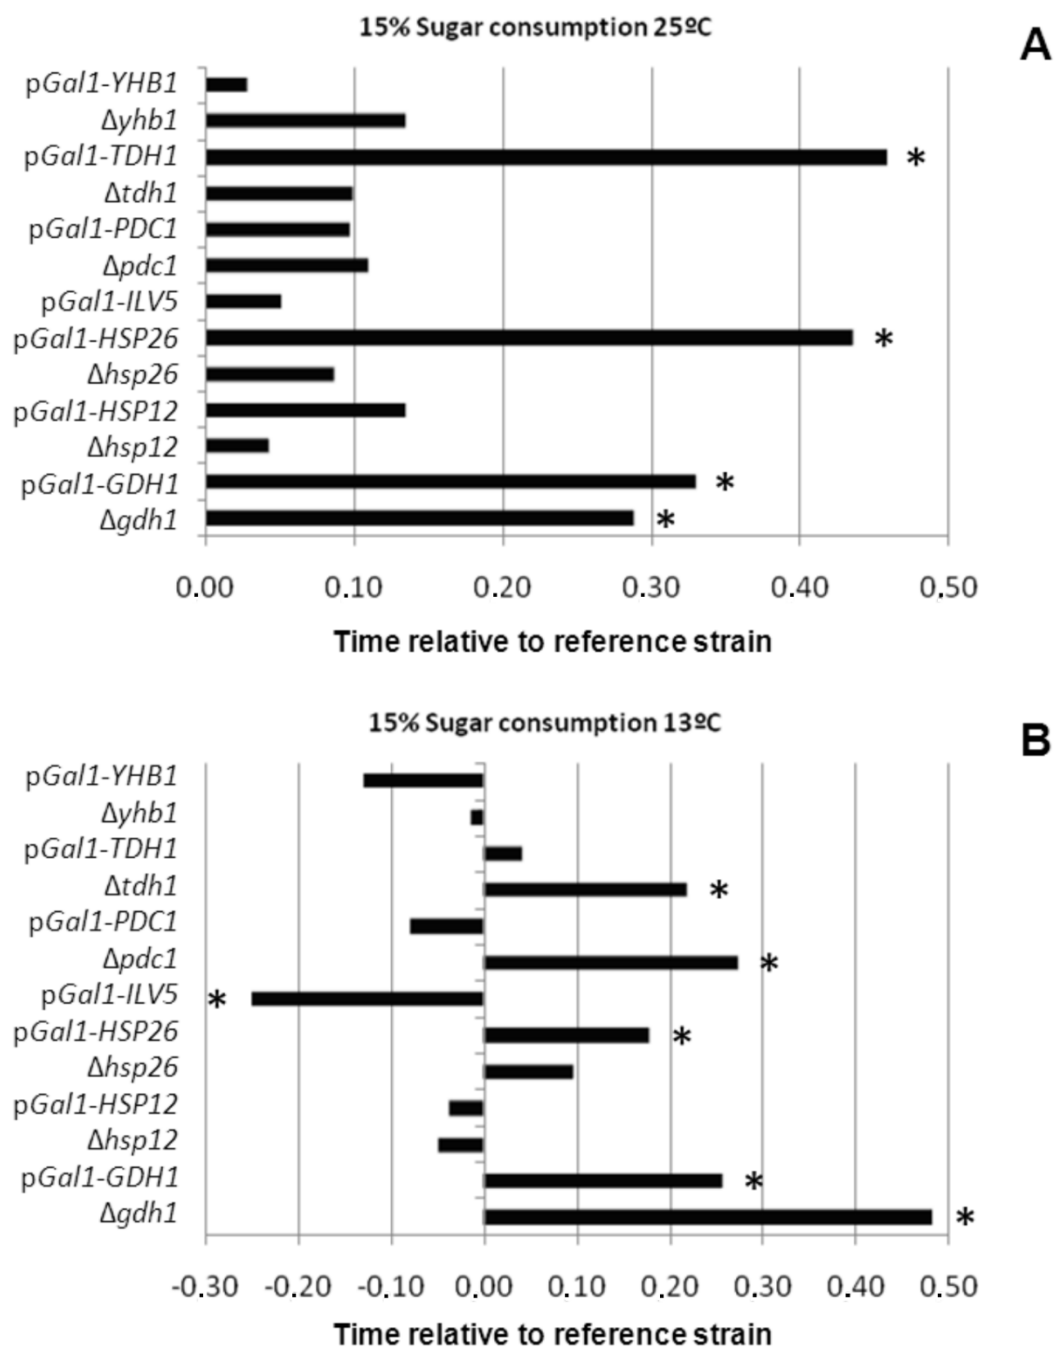 15% Sugar consumption 25ºC
A
pGal1-YHB1
Δyhb1
pGal1-TDH1
*
Δtdh1
pGal1-PDC1
Δpdc1
pGal1-ILV5
pGal1-HSP26
*
Δhsp26
pGal1-HSP12
Δhsp12
pGal1-GDH1
*
Δgdh1
*
0.00 0.10 0.20 0.30 0.40 0.50
Time relative to reference strain
15% Sugar consumption 13ºC
B
pGal1-YHB1
Δyhb1
pGal1-TDH1
Δtdh1
*
pGal1-PDC1
Δpdc1
*
pGal1-ILV5
*
pGal1-HSP26
*
Δhsp26
pGal1-HSP12
Δhsp12
pGal1-GDH1
*
Δgdh1
*
-0.30 -0.20 -0.10 0.00 0.10 0.20 0.30 0.40 0.50
Time relative to reference strain